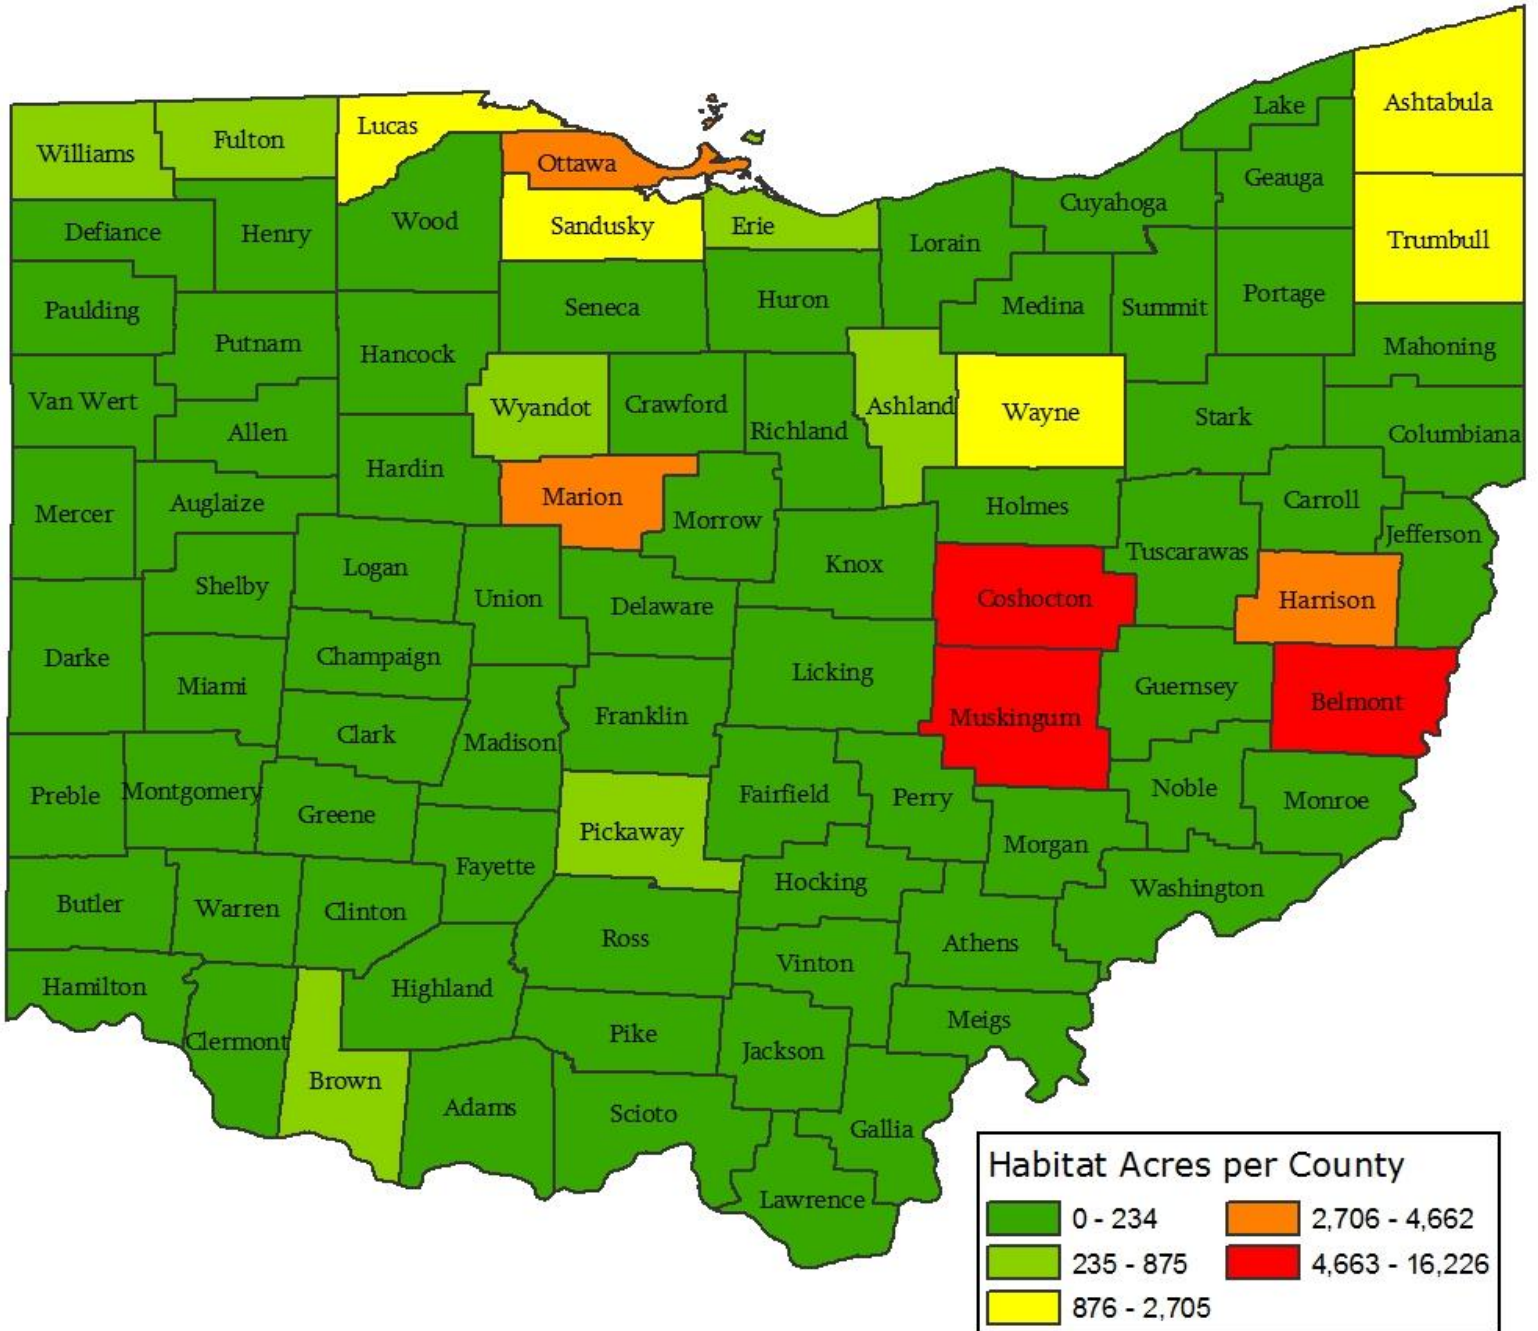 Lake
Ashtabula
Lucas
Fulton
Williams
Ottawa
Geauga
Cuyahoga
Wood
Sandusky
Erie
Defiance
Henry
Lorain
Trumbull
Paulding
Seneca
Huron
Medina
Summit
Portage
Putnam
Hancock
Mahoning
Van Wert
Allen
Wyandot
Crawford
Richland
Ashland
Wayne
Stark
Columbiana
Hardin
Marion
Mercer
Auglaize
Morrow
Holmes
Carroll
Jefferson
Tuscarawas
Knox
Logan
Shelby
Union
Delaware
Coshocton
Harrison
Darke
Champaign
Miami
Licking
Guernsey
Belmont
Franklin
Muskingum
Clark
Madison
Preble
Montgomery
Greene
Fairfield
Perry
Noble
Monroe
Pickaway
Morgan
Fayette
Hocking
Washington
Butler
Warren
Clinton
Ross
Athens
Vinton
Hamilton
Highland
Clermont
Pike
Jackson
Meigs
Brown
Adams
Scioto
Gallia
Lawrence
Habitat Acres per County
0 - 234
2,706 - 4,662
235 - 875
4,663 - 16,226
876 - 2,705